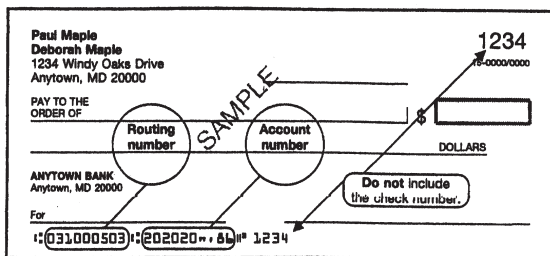 Paul Maple
Deborah Maple
1234 Windy Oaks Drive
Anytown, MD 20000
1234
15-0000/0000
SAMPLE
PAY TO THE
ORDER OF
$
Routing
number
Account
number
DOLLARS
ANYTOWN BANK
Anytown, MD 20000
Do not include
the check number.
For
⑆031000503⑆202020⑈⑈86⑈ 1234